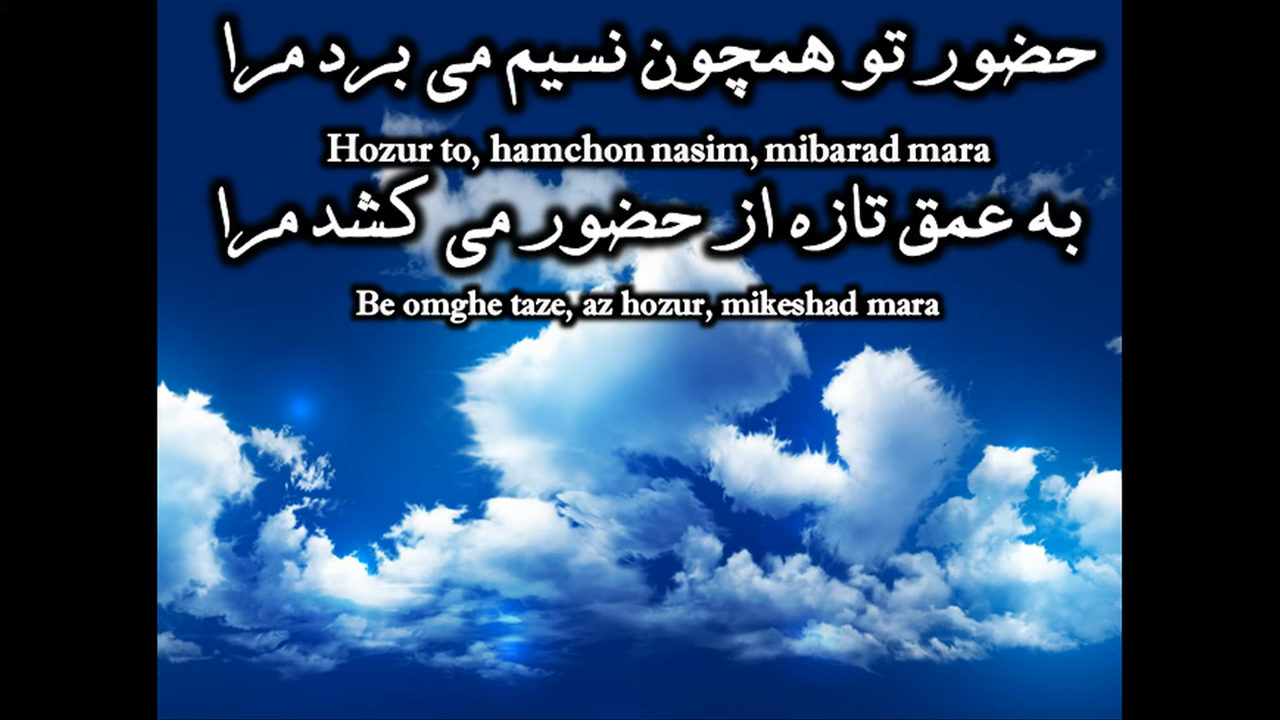 حضور تو همچون نسیم می برد مرا
Hozur to, hamchon nasim, mibarad mara
به عمق تازه از حضور می کشد مرا
Be omghe taze, az hozur, mikeshad mara